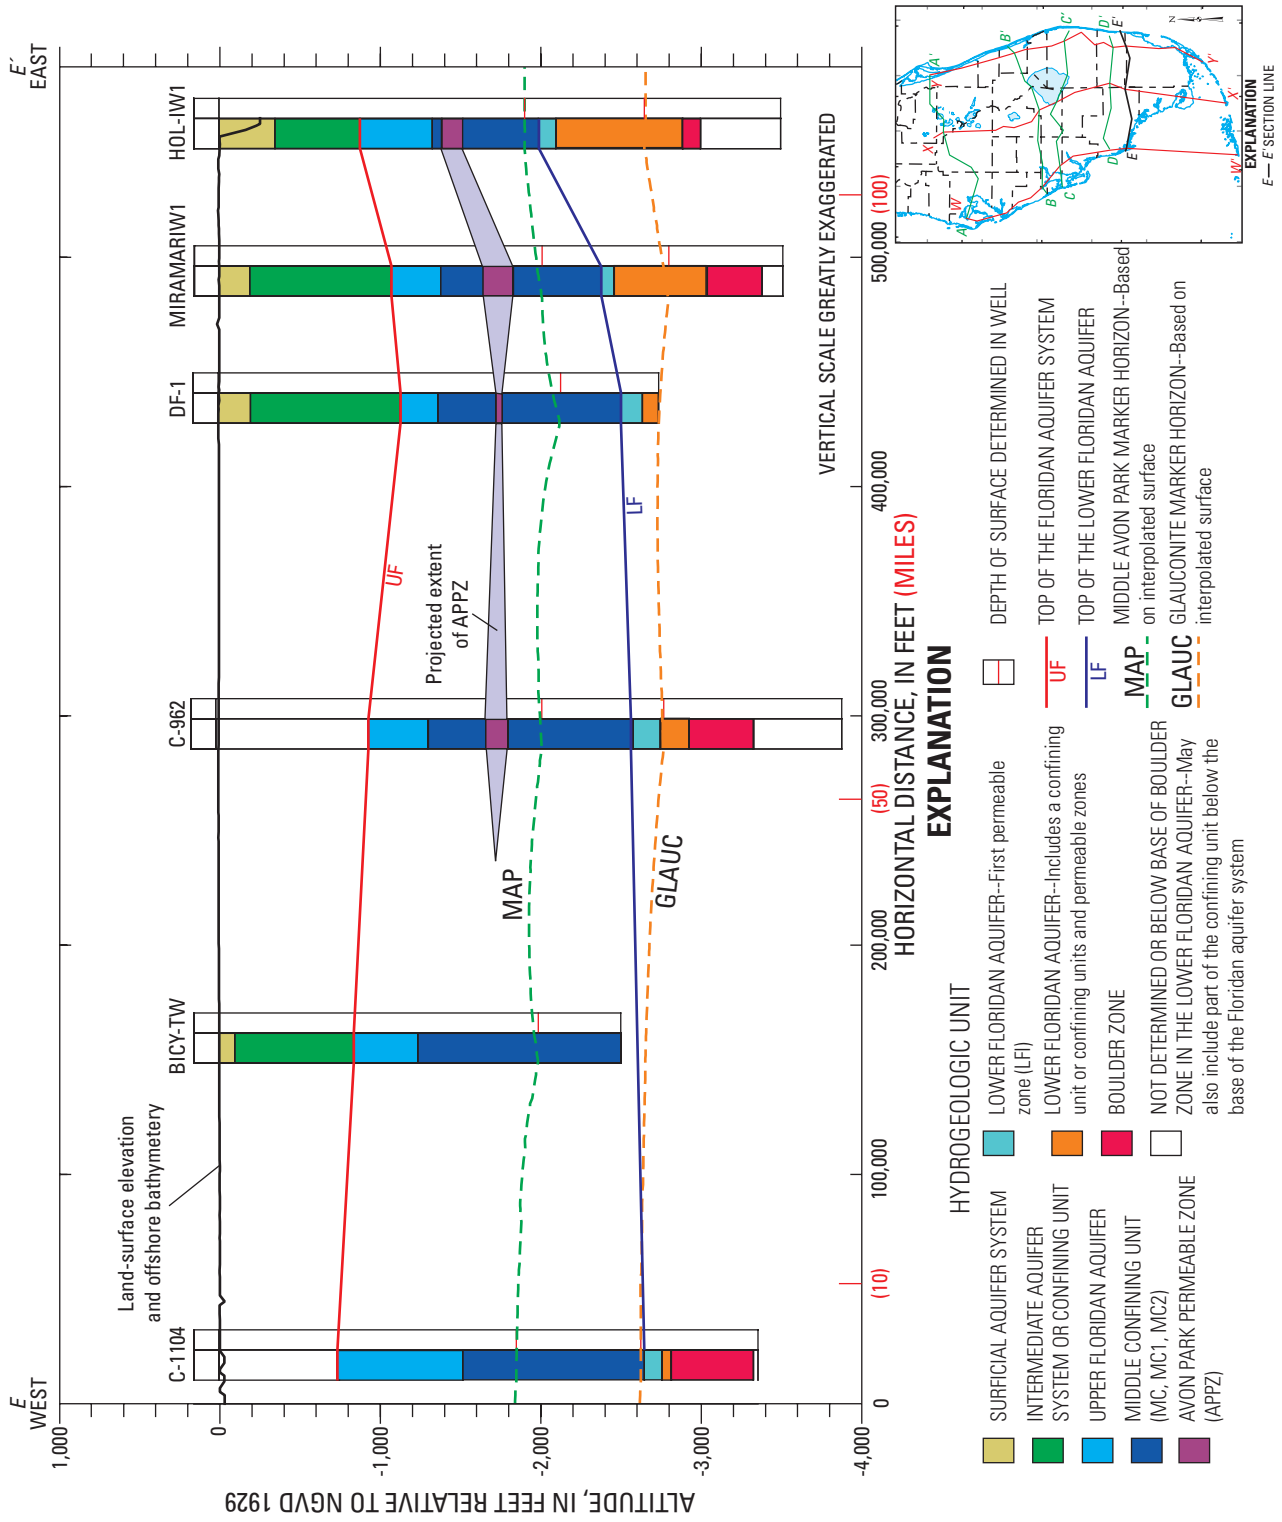 E
WEST
E′
EAST
C-1104
BICY-TW
C-962
DF-1
MIRAMARIW1
HOL-IW1
1,000
0
-1,000
-2,000
-3,000
-4,000
ALTITUDE, IN FEET RELATIVE TO NGVD 1929
Land-surface elevation
and offshore bathymetery
UF
Projected extent
of APPZ
MAP
LF
GLAUC
VERTICAL SCALE GREATLY EXAGGERATED
0
100,000
200,000
300,000
400,000
500,000
(10)
(50)
(100)
HORIZONTAL DISTANCE, IN FEET (MILES)
EXPLANATION
HYDROGEOLOGIC UNIT
SURFICIAL AQUIFER SYSTEM
INTERMEDIATE AQUIFER
SYSTEM OR CONFINING UNIT
UPPER FLORIDAN AQUIFER
MIDDLE CONFINING UNIT
(MC, MC1, MC2)
AVON PARK PERMEABLE ZONE
(APPZ)
LOWER FLORIDAN AQUIFER--First permeable
zone (LFI)
LOWER FLORIDAN AQUIFER--Includes a confining
unit or confining units and permeable zones
BOULDER ZONE
NOT DETERMINED OR BELOW BASE OF BOULDER
ZONE IN THE LOWER FLORIDAN AQUIFER--May
also include part of the confining unit below the
base of the Floridan aquifer system
DEPTH OF SURFACE DETERMINED IN WELL
UF
TOP OF THE FLORIDAN AQUIFER SYSTEM
LF
TOP OF THE LOWER FLORIDAN AQUIFER
MAP
MIDDLE AVON PARK MARKER HORIZON--Based
on interpolated surface
GLAUC
GLAUCONITE MARKER HORIZON--Based on
interpolated surface
A
A'
B
B'
C
C'
D
D'
E
E'
W
W'
X
X'
Y
Y'
N
EXPLANATION
E— E' SECTION LINE